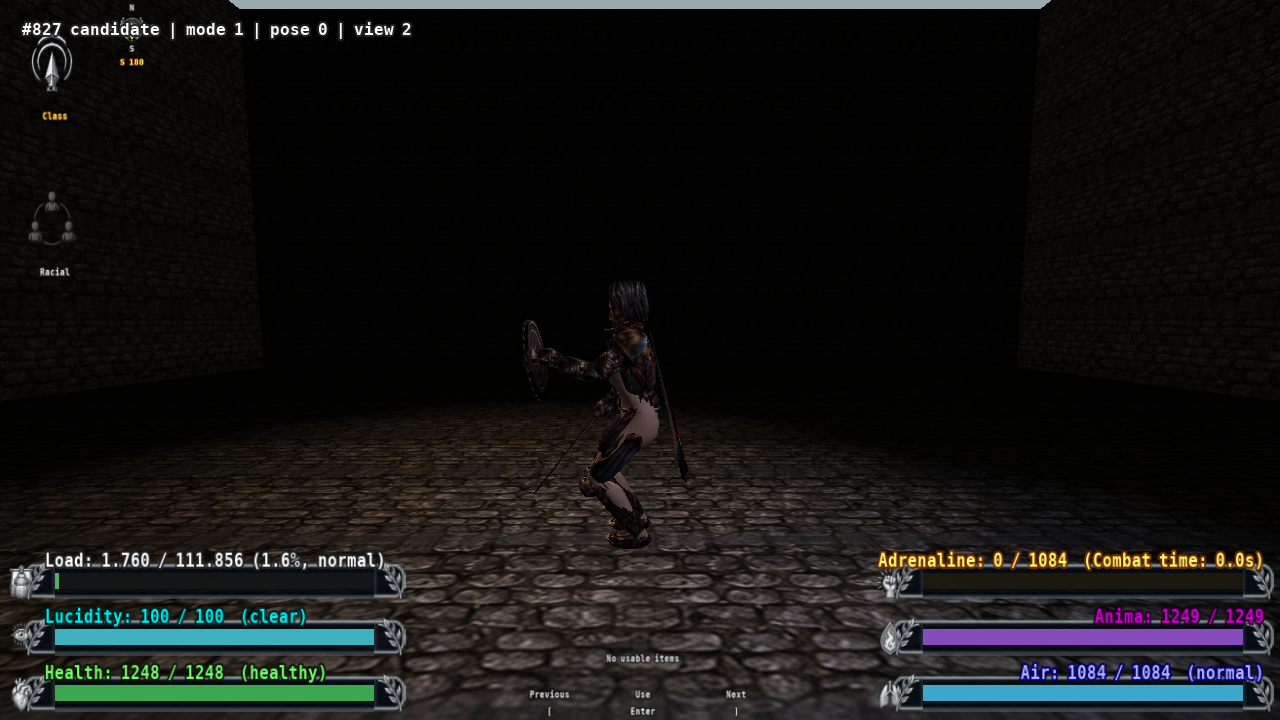 #827 candidate | mode 1 | pose 0 | view 2
N
S
S 180
Class
Racial
Load: 1.760 / 111.856 (1.6%, normal)
Adrenaline: 0 / 1084 (Combat time: 0.0s)
Lucidity: 100 / 100 (clear)
Anima: 1249 / 1249
No usable items
Health: 1248 / 1248 (healthy)
Air: 1084 / 1084 (normal)
Previous Use Next
[ Enter ]